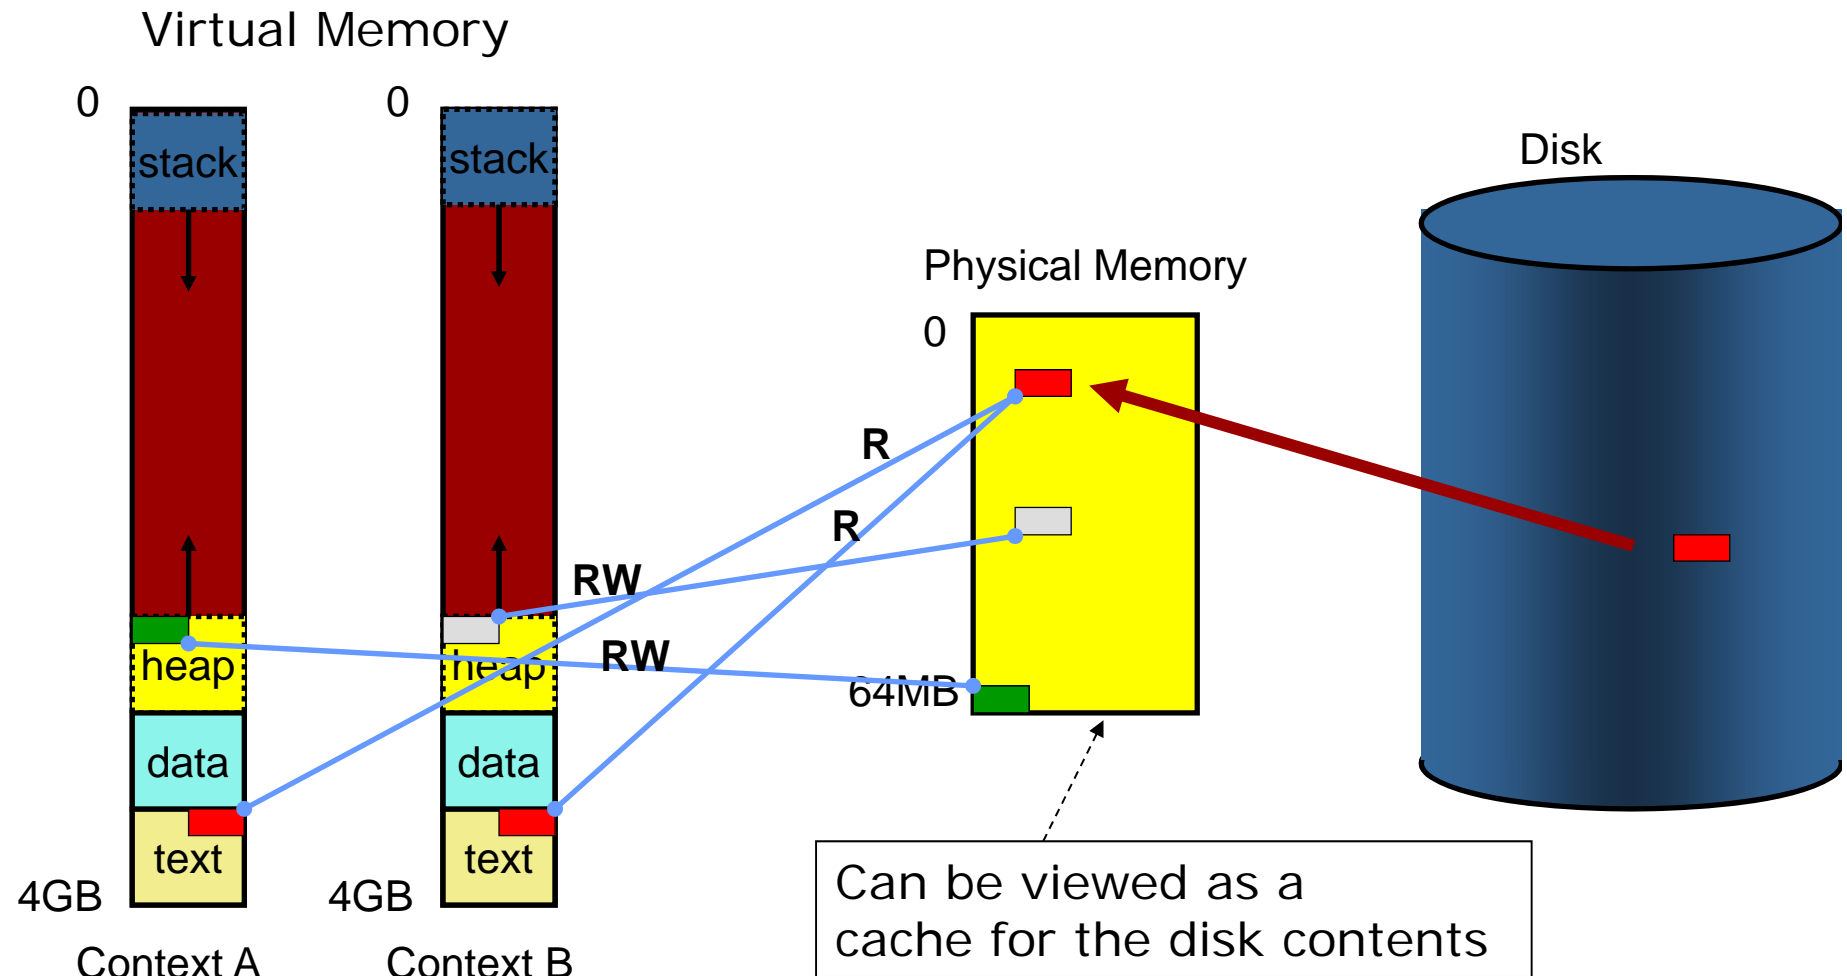 Virtual Memory
0
0
stack
stack
Disk
Physical Memory
0
R
R
RW
RW
heap
heap
64MB
data
data
text
text
4GB
4GB
Can be viewed as a
cache for the disk contents
Context A
Context B